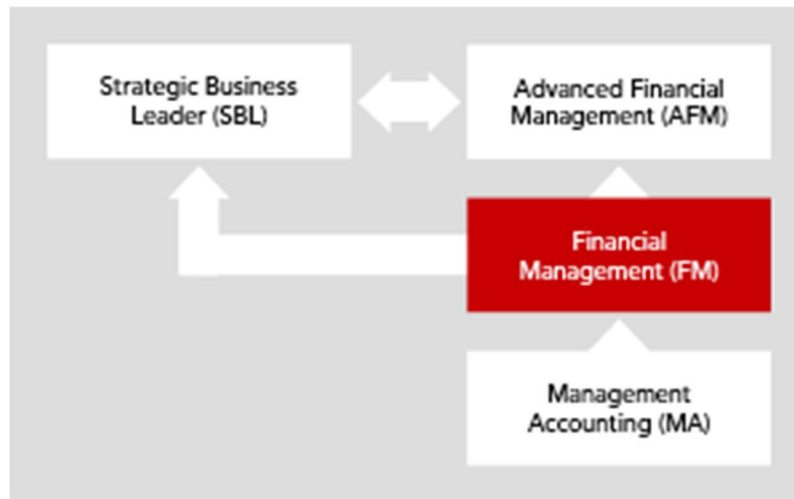 Strategic Business
Leader (SBL)
Advanced Financial
Management (AFM)
Financial
Management (FM)
Management
Accounting (MA)